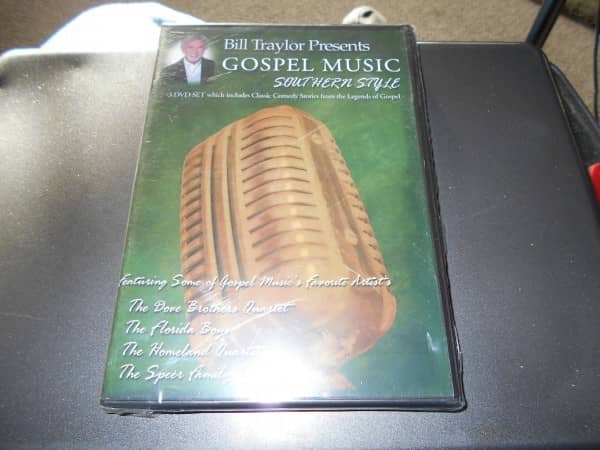 Bill Traylor Presents
GOSPEL MUSIC
SOUTHERN STYLE
3 DVD SET which includes Classic Comedy Stories from the Legends of Gospel
Featuring Some of Gospel Music's Favorite Artist's
The Dove Brothers Quartet
The Florida Boys
The Homeland Quartet
The Speer Family